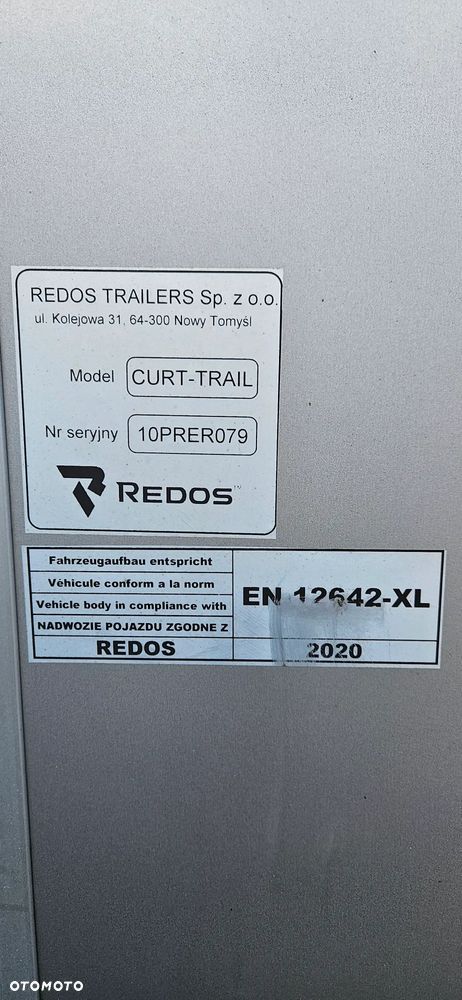 REDOS TRAILERS Sp. z o.o.
ul. Kolejowa 31, 64-300 Nowy Tomyśl
Model CURT-TRAIL
Nr seryjny 10PRER079
REDOS
Fahrzeugaufbau entspricht
Véhicule conform a la norm
Vehicle body in compliance with
NADWOZIE POJAZDU ZGODNE Z
EN 12642-XL
REDOS 2020
OTOMOTO